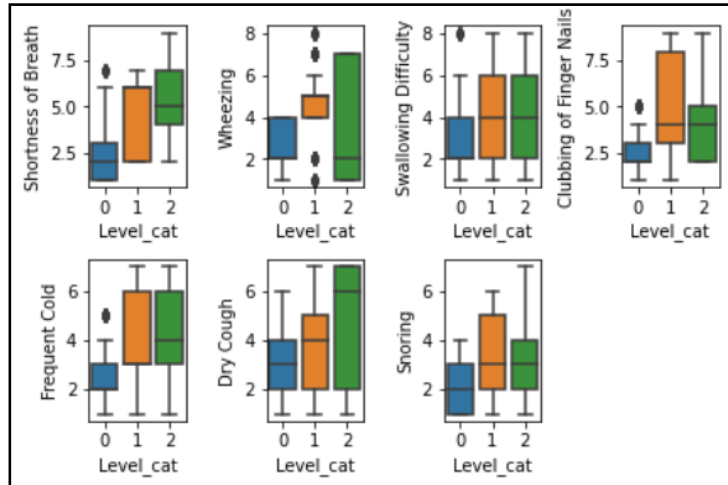 Shortness of Breath
7.5
5.0
2.5
0 1 2
Level_cat
Wheezing
8
6
4
2
0 1 2
Level_cat
Swallowing Difficulty
8
6
4
2
0 1 2
Level_cat
Clubbing of Finger Nails
7.5
5.0
2.5
0 1 2
Level_cat
Frequent Cold
6
4
2
0 1 2
Level_cat
Dry Cough
6
4
2
0 1 2
Level_cat
Snoring
6
4
2
0 1 2
Level_cat